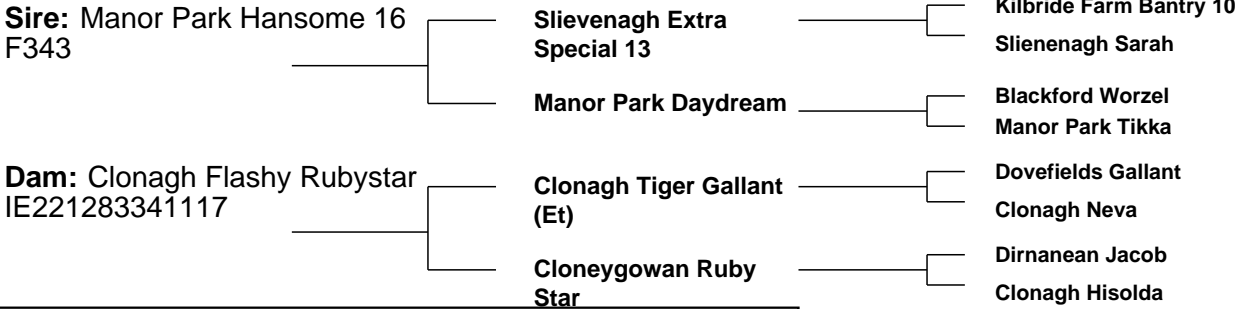 Sire: Manor Park Hansome 16
F343
Slievenagh Extra
Special 13
Kilbride Farm Bantry 10
Slienenagh Sarah
Manor Park Daydream
Blackford Worzel
Manor Park Tikka
Dam: Clonagh Flashy Rubystar
IE221283341117
Clonagh Tiger Gallant
(Et)
Dovefields Gallant
Clonagh Neva
Cloneygowan Ruby
Star
Dirnanean Jacob
Clonagh Hisolda